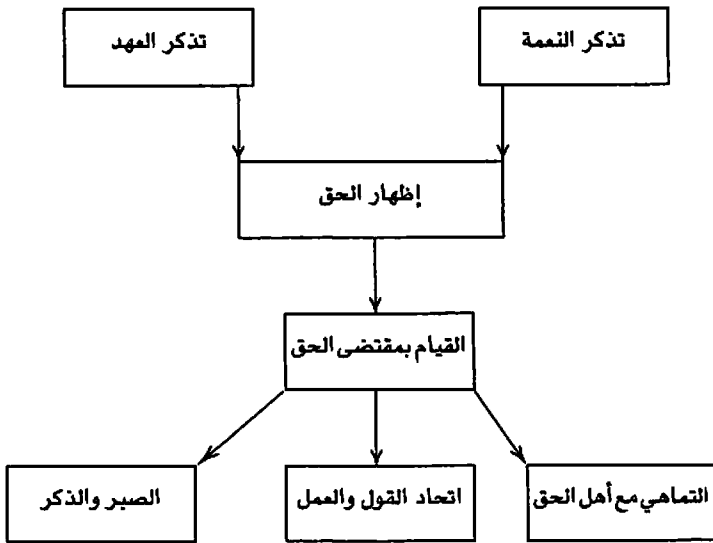 تذكر النعمة
تذكر العهد
إظهار الحق
القيام بمقتضى الحق
التماهي مع أهل الحق
اتحاد القول والعمل
الصبر والذكر